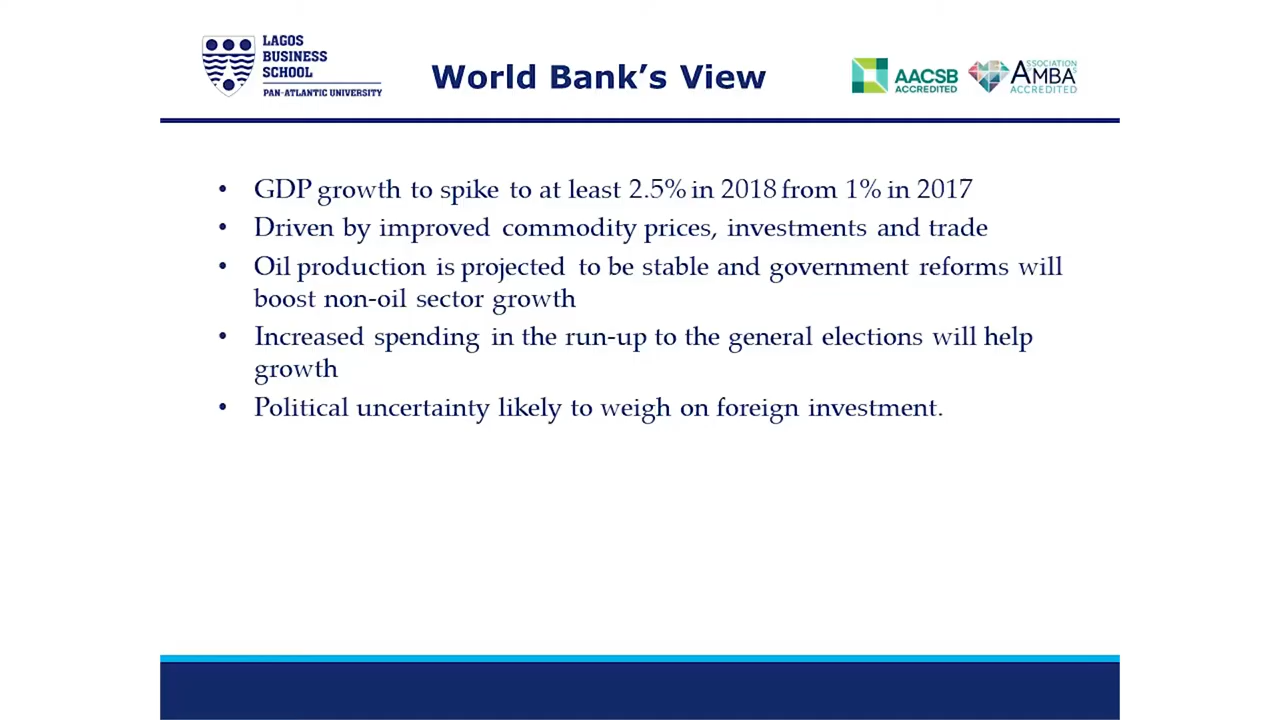 LAGOS
BUSINESS
SCHOOL
PAN-ATLANTIC UNIVERSITY
World Bank's View
AACSB
ACCREDITED
ASSOCIATION
AMBA
ACCREDITED
• GDP growth to spike to at least 2.5% in 2018 from 1% in 2017
• Driven by improved commodity prices, investments and trade
• Oil production is projected to be stable and government reforms will
boost non-oil sector growth
• Increased spending in the run-up to the general elections will help
growth
• Political uncertainty likely to weigh on foreign investment.